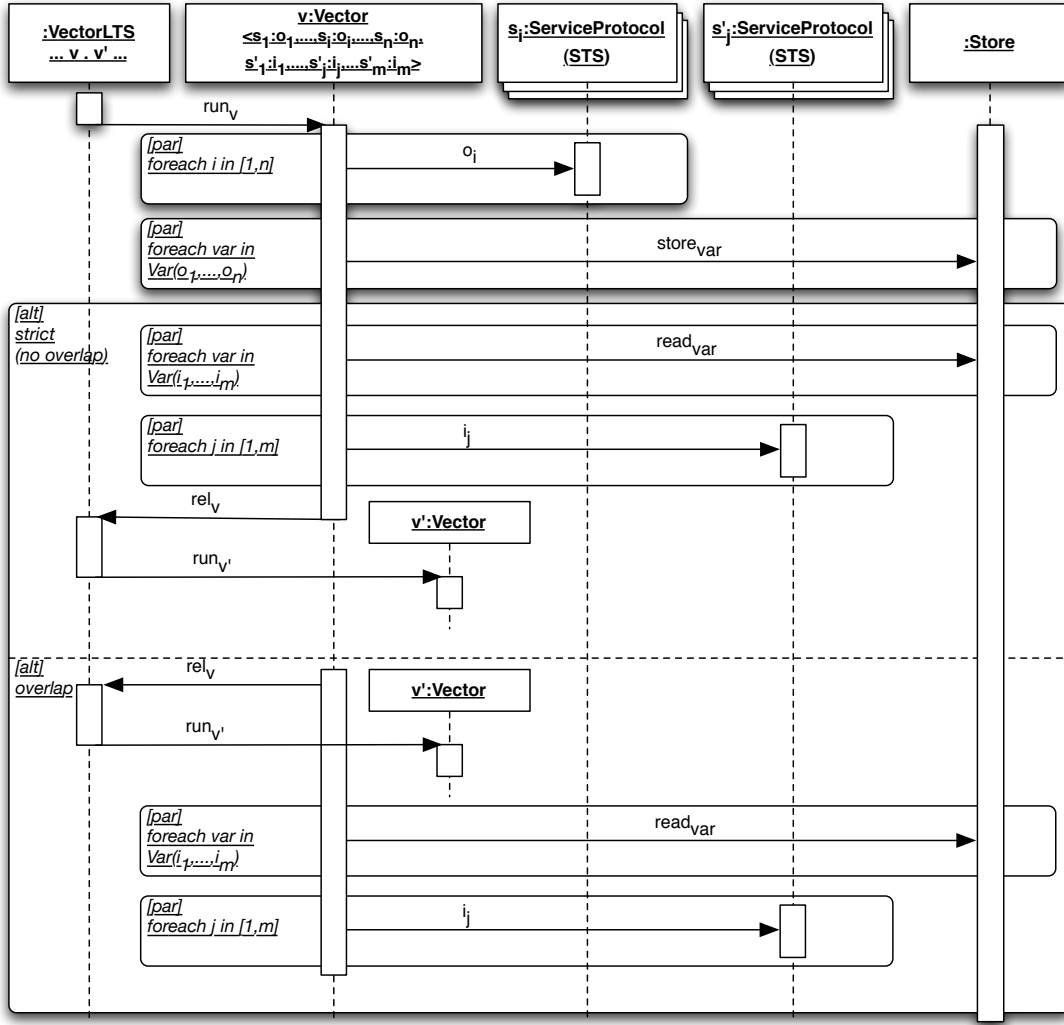 :VectorLTS
... v . v' ...
v:Vector
<s1:o1,...,si:oi,...,sn:on,
s'1:i1,...,s'j:ij,...s'm:im>
si:ServiceProtocol
(STS)
s'j:ServiceProtocol
(STS)
:Store
runv
[par]
foreach i in [1,n]
oi
[par]
foreach var in
Var(o1,...,on)
storevar
[alt]
strict
(no overlap)
[par]
foreach var in
Var(i1,...,im)
readvar
[par]
foreach j in [1,m]
ij
relv
v':Vector
runv'
[alt]
overlap
relv
v':Vector
runv'
[par]
foreach var in
Var(i1,...,im)
readvar
[par]
foreach j in [1,m]
ij